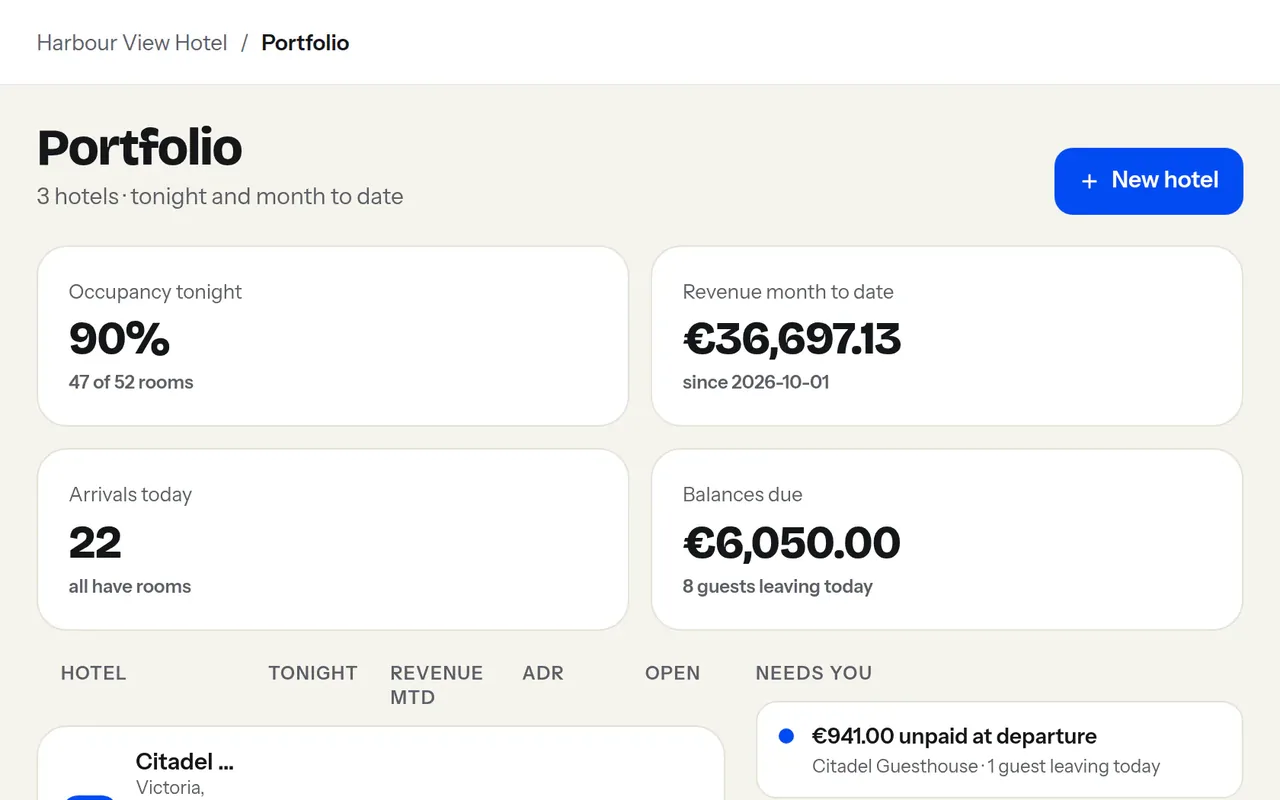 Harbour View Hotel / Portfolio
Portfolio
3 hotels · tonight and month to date
+ New hotel
Occupancy tonight
90%
47 of 52 rooms
Revenue month to date
€36,697.13
since 2026-10-01
Arrivals today
22
all have rooms
Balances due
€6,050.00
8 guests leaving today
HOTEL TONIGHT REVENUE MTD ADR OPEN
Citadel ...
Victoria,
NEEDS YOU
€941.00 unpaid at departure
Citadel Guesthouse · 1 guest leaving today